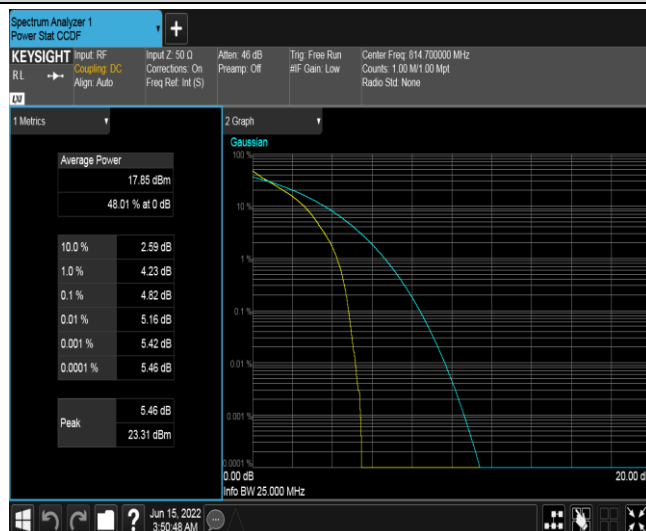 Spectrum Analyzer 1
Power Stat CCDF
+
KEYSIGHT
RL
LXI
Input: RF
Coupling: DC
Align: Auto
Input Z: 50 Ω
Corrections: On
Freq Ref: Int (S)
Atten: 46 dB
Preamp: Off
Trig: Free Run
#IF Gain: Low
Center Freq: 814.700000 MHz
Counts: 1.00 M/1.00 Mpt
Radio Std: None
1 Metrics
Average Power
17.85 dBm
48.01 % at 0 dB
10.0 % 2.59 dB
1.0 % 4.23 dB
0.1 % 4.82 dB
0.01 % 5.16 dB
0.001 % 5.42 dB
0.0001 % 5.46 dB
Peak
5.46 dB
23.31 dBm
2 Graph
Gaussian
100 %
10 %
1 %
0.1 %
0.01 %
0.001 %
0.0001 %
0.00 dB
20.00 d
Info BW 25.000 MHz
?
Jun 15, 2022
3:50:48 AM